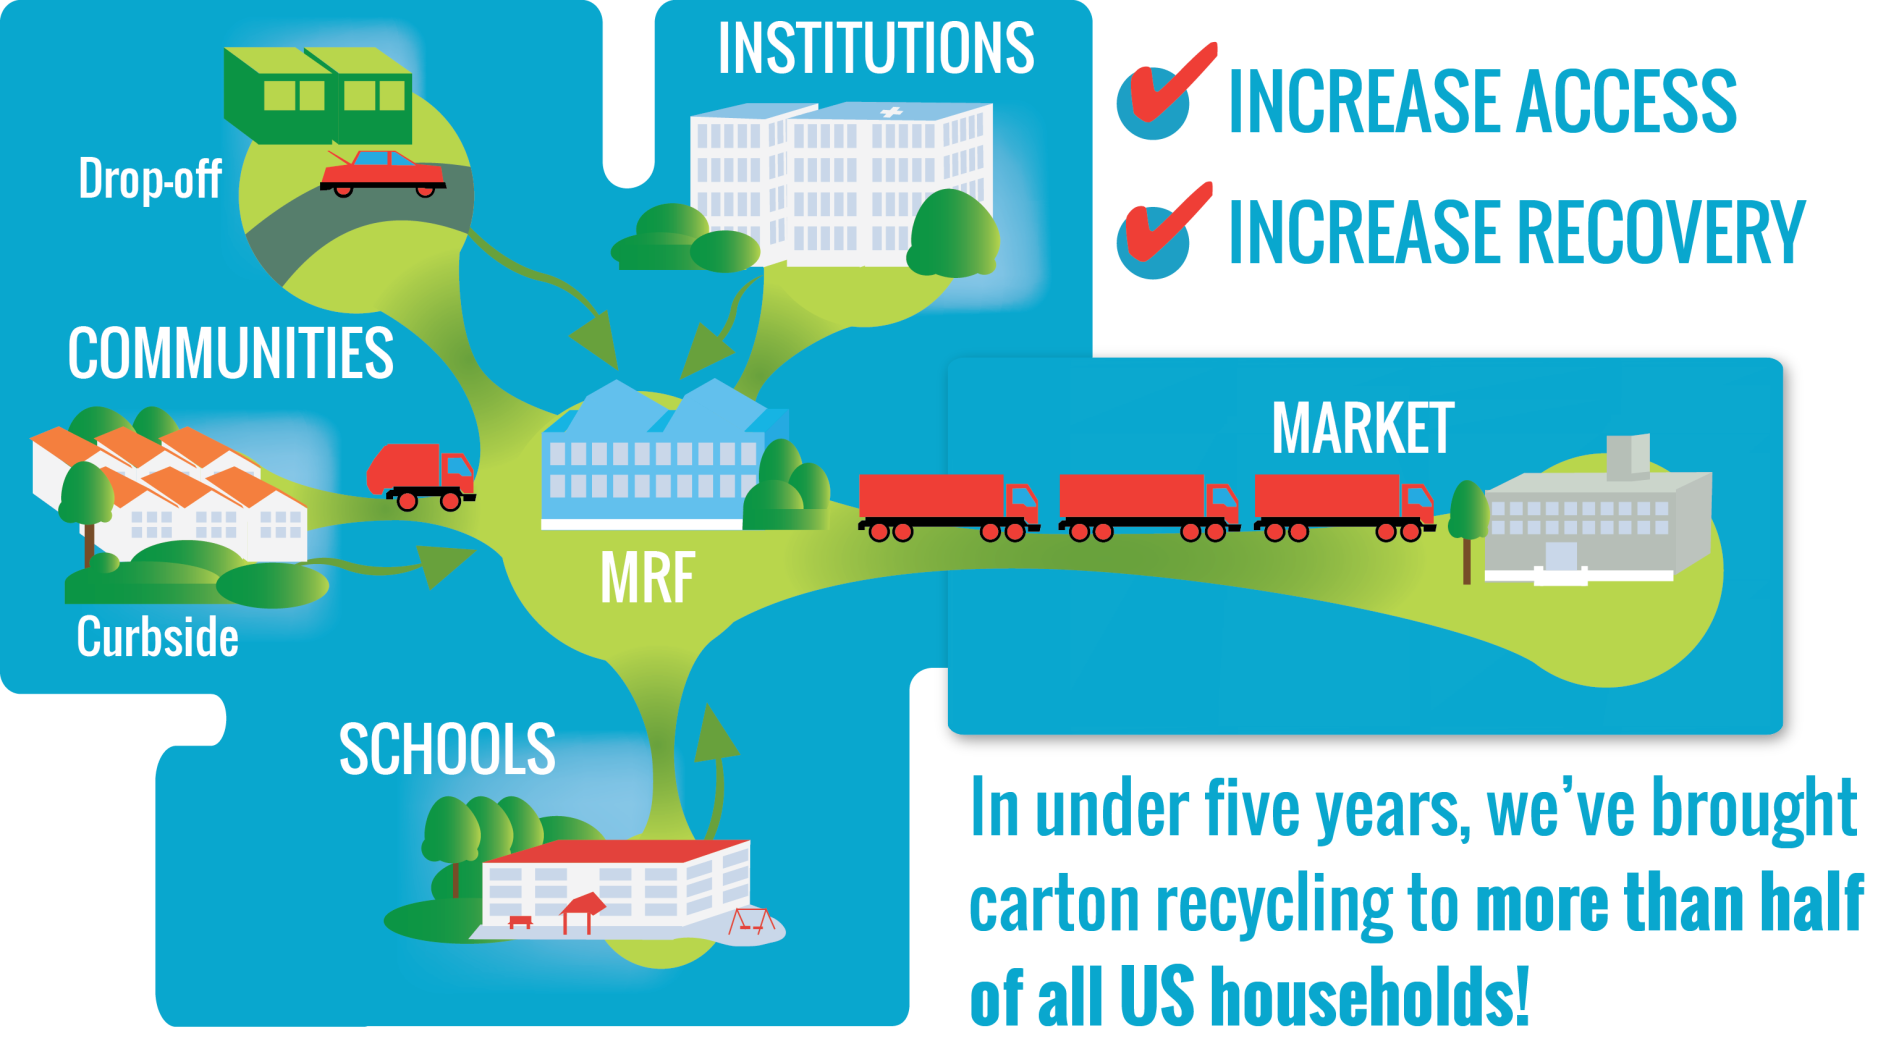 INSTITUTIONS
Drop-off
COMMUNITIES
Curbside
MRF
SCHOOLS
MARKET
INCREASE ACCESS
INCREASE RECOVERY
In under five years, we’ve brought
carton recycling to more than half
of all US households!